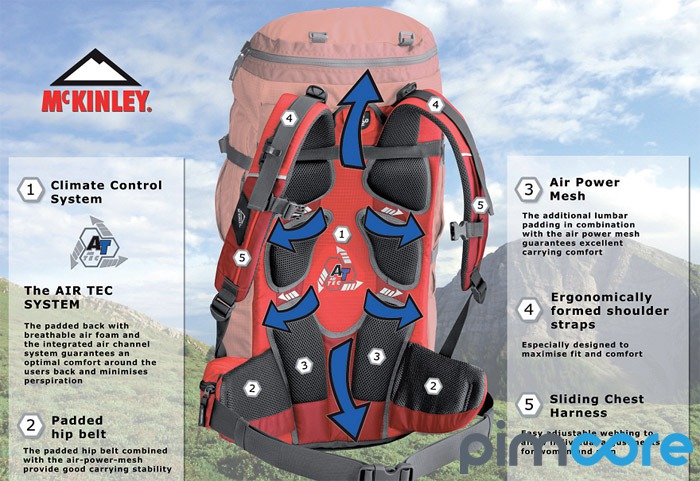 McKINLEY®
1 Climate Control
System
AT
TEC
The AIR TEC
SYSTEM
The padded back with
breathable air foam and
the integrated air channel
system guarantees an
optimal comfort around the
users back and minimises
perspiration
2 Padded
hip belt
The padded hip belt combined
with the air-power-mesh
provide good carrying stability
4
4
1
5
5
AT
TEC
3
3
2
2
3 Air Power
Mesh
The additional lumbar
padding in combination
with the air power mesh
guarantees excellent
carrying comfort
4 Ergonomically
formed shoulder
straps
Especially designed to
maximise fit and comfort
5 Sliding Chest
Harness
Easy adjustable webbing to
for women and
pimcore